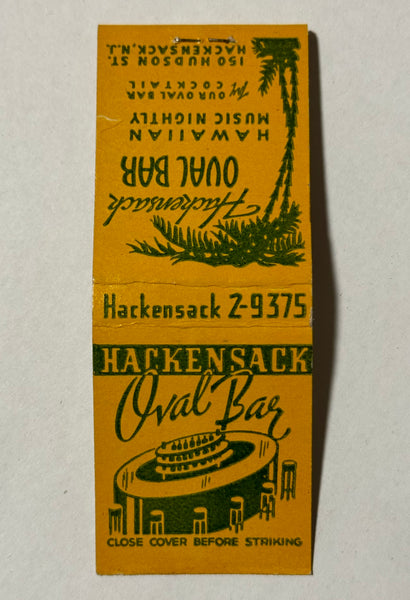 150 HUDSON ST.
HACKENSACK, N.J.
Try OUR OVAL BAR
COCKTAIL
HAWAIIAN
MUSIC NIGHTLY
Hackensack
OVAL BAR
Hackensack 2-9375
HACKENSACK
Oval Bar
CLOSE COVER BEFORE STRIKING